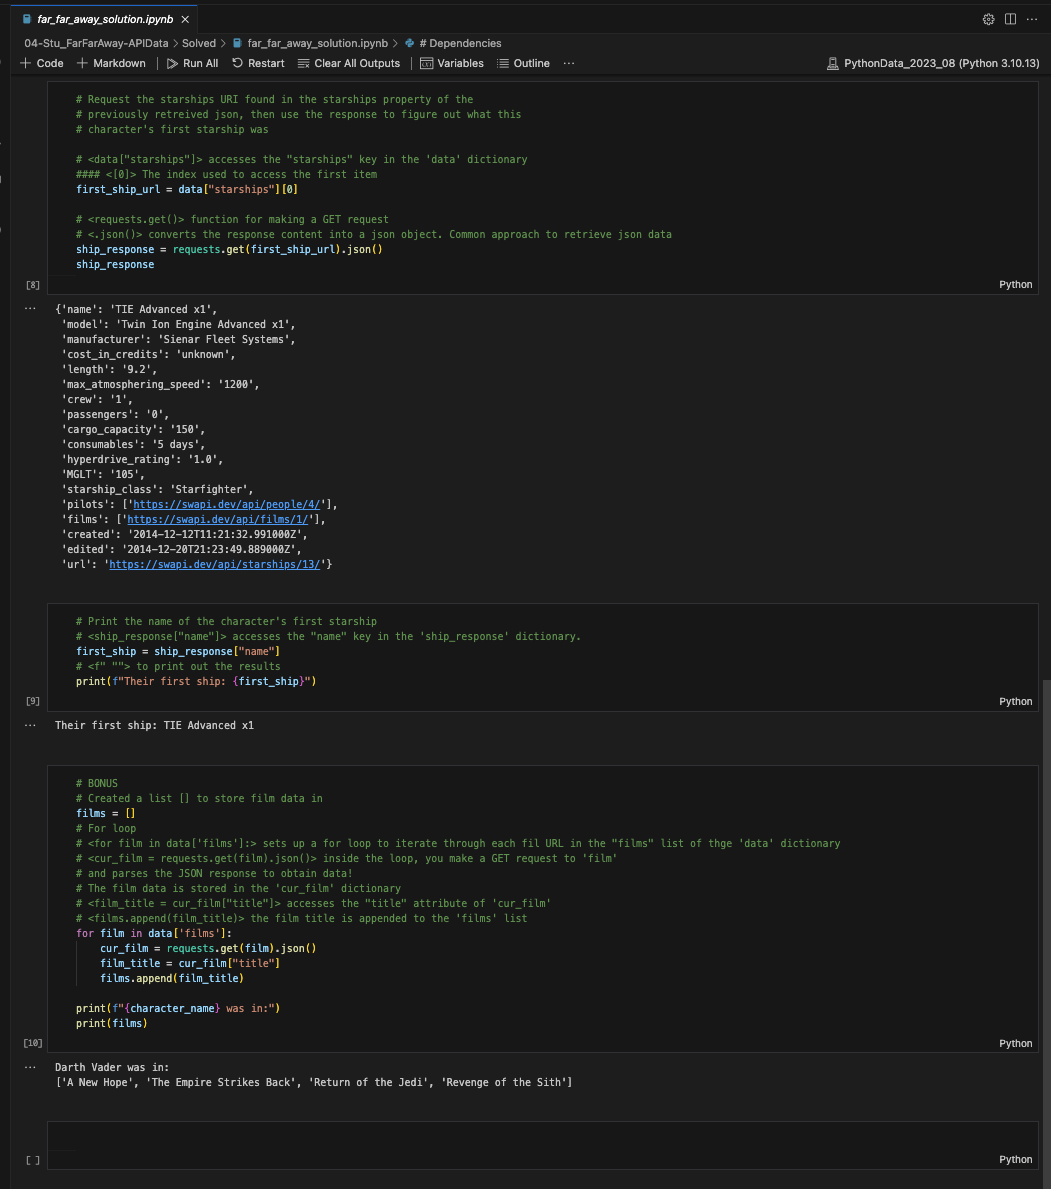 far_far_away_solution.ipynb
04-Stu_FarFarAway-APIData > Solved > far_far_away_solution.ipynb > # Dependencies
+ Code + Markdown | Run All Restart Clear All Outputs | Variables Outline ... PythonData_2023_08 (Python 3.10.13)
# Request the starships URI found in the starships property of the
# previously retreived json, then use the response to figure out what this
# character's first starship was
# <data["starships"]> accesses the "starships" key in the 'data' dictionary
#### <[0]> The index used to access the first item
first_ship_url = data["starships"][0]
# <requests.get()> function for making a GET request
# <.json()> converts the response content into a json object. Common approach to retrieve json data
ship_response = requests.get(first_ship_url).json()
ship_response
[8]
Python
... {'name': 'TIE Advanced x1',
'model': 'Twin Ion Engine Advanced x1',
'manufacturer': 'Sienar Fleet Systems',
'cost_in_credits': 'unknown',
'length': '9.2',
'max_atmosphering_speed': '1200',
'crew': '1',
'passengers': '0',
'cargo_capacity': '150',
'consumables': '5 days',
'hyperdrive_rating': '1.0',
'MGLT': '105',
'starship_class': 'Starfighter',
'pilots': ['https://swapi.dev/api/people/4/'],
'films': ['https://swapi.dev/api/films/1/'],
'created': '2014-12-12T11:21:32.991000Z',
'edited': '2014-12-20T21:23:49.889000Z',
'url': 'https://swapi.dev/api/starships/13/'}
# Print the name of the character's first starship
# <ship_response["name"]> accesses the "name" key in the 'ship_response' dictionary.
first_ship = ship_response["name"]
# <f" ""> to print out the results
print(f"Their first ship: {first_ship}")
[9]
Python
... Their first ship: TIE Advanced x1
# BONUS
# Created a list [] to store film data in
films = []
# For loop
# <for film in data['films']:> sets up a for loop to iterate through each fil URL in the "films" list of thge 'data' dictionary
# <cur_film = requests.get(film).json()> inside the loop, you make a GET request to 'film'
# and parses the JSON response to obtain data!
# The film data is stored in the 'cur_film' dictionary
# <film_title = cur_film["title"]> accesses the "title" attribute of 'cur_film'
# <films.append(film_title)> the film title is appended to the 'films' list
for film in data['films']:
cur_film = requests.get(film).json()
film_title = cur_film["title"]
films.append(film_title)
print(f"{character_name} was in:")
print(films)
[10]
Python
... Darth Vader was in:
['A New Hope', 'The Empire Strikes Back', 'Return of the Jedi', 'Revenge of the Sith']
[ ]
Python